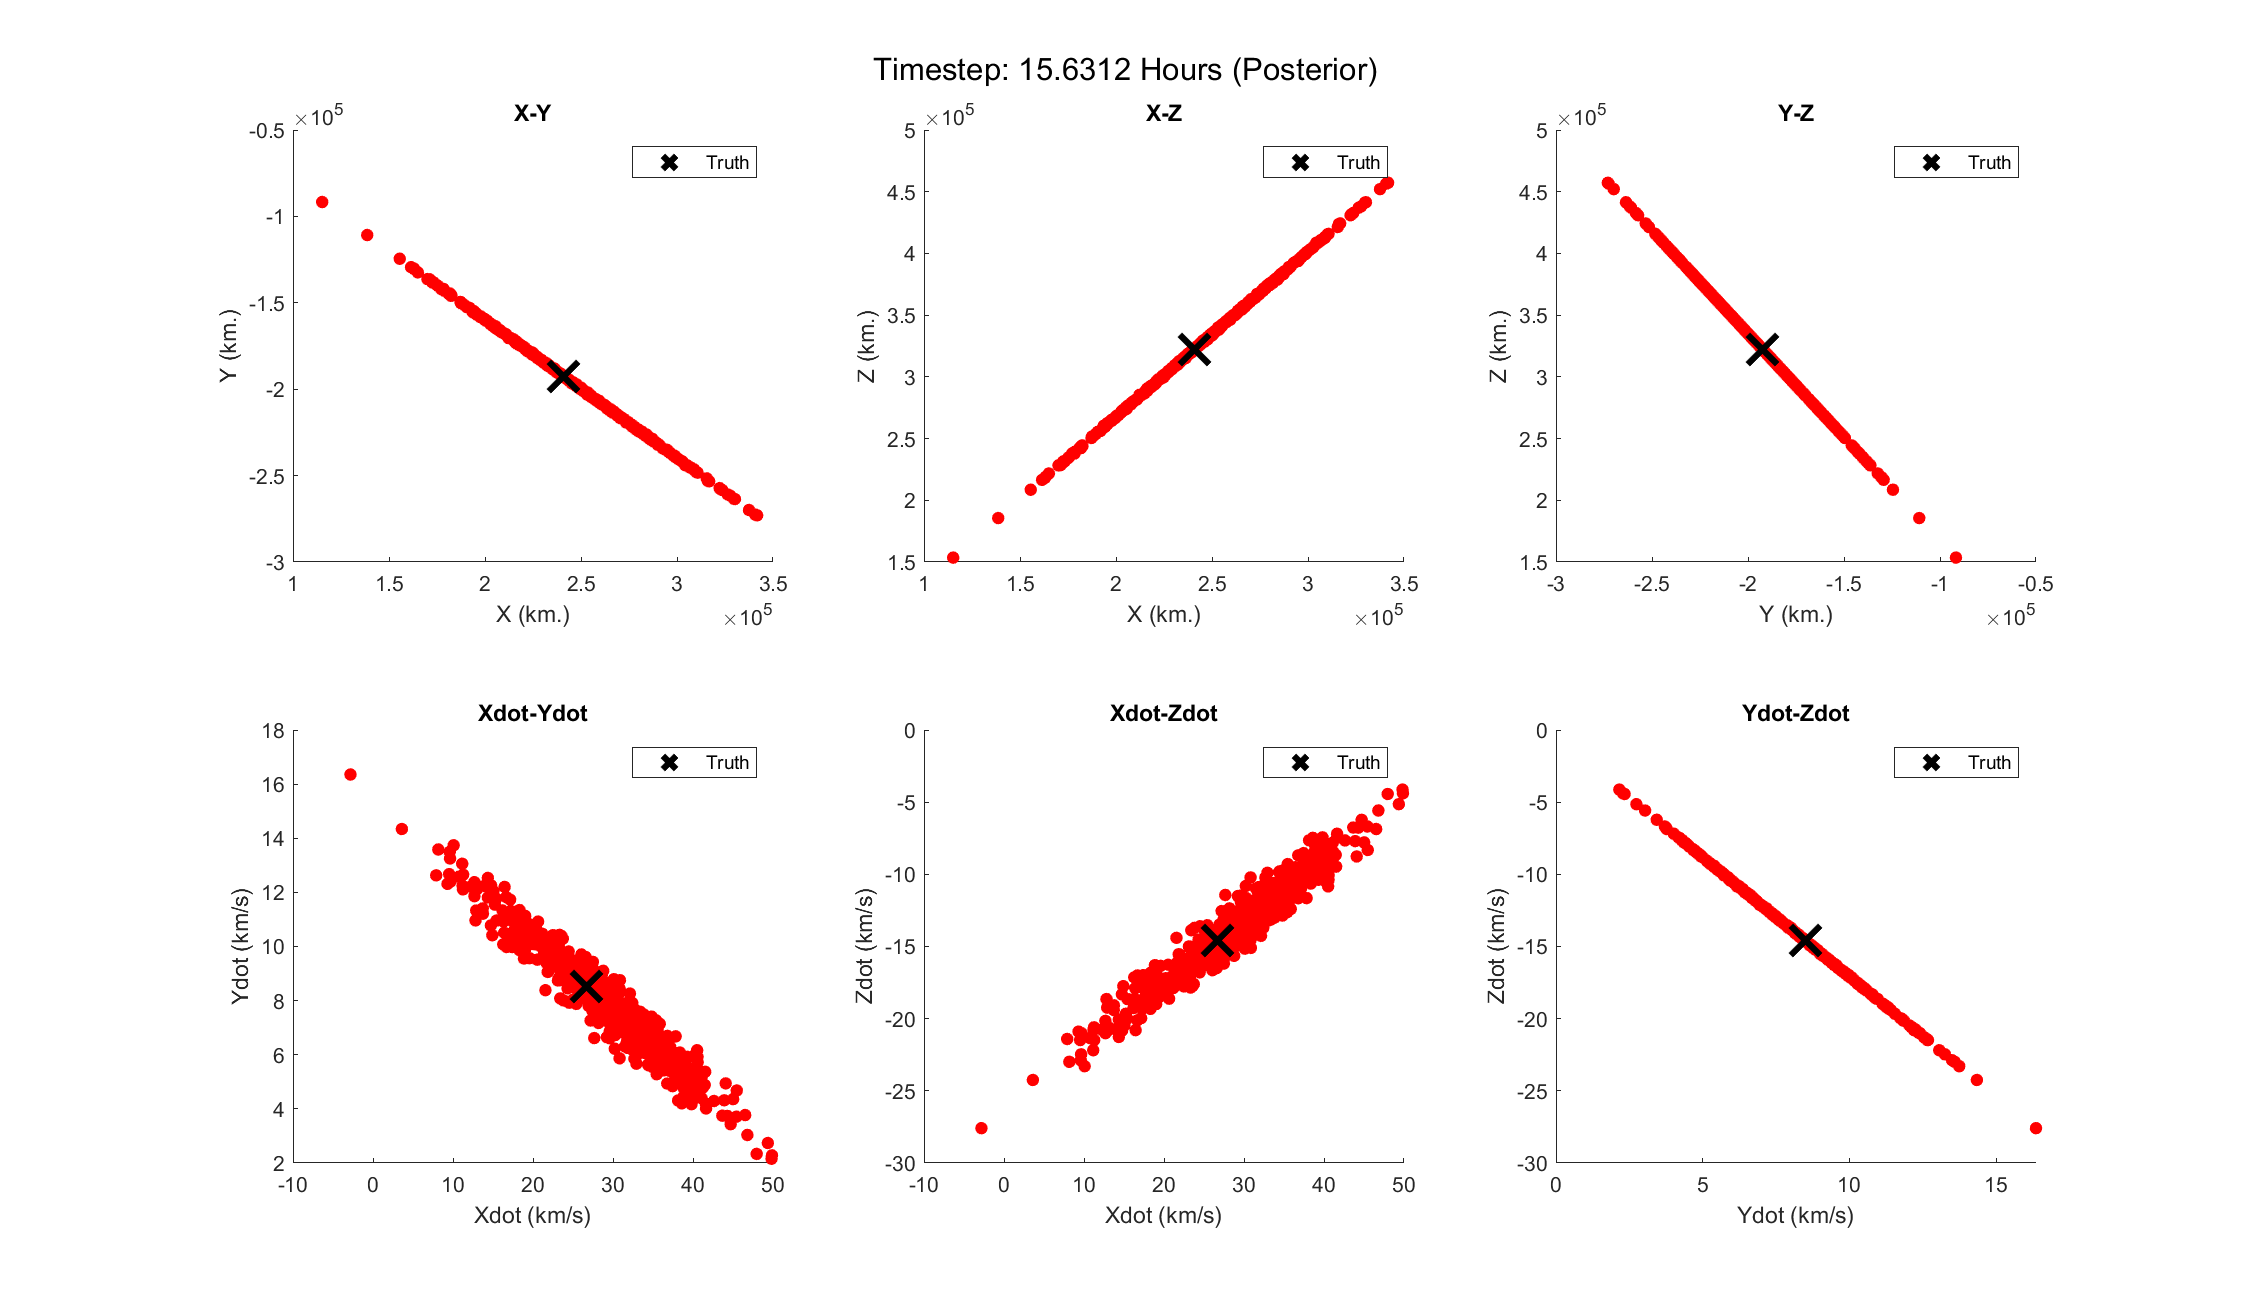 Timestep: 15.6312 Hours (Posterior)
X-Y
×10^5
-0.5
-1
-1.5
-2
-2.5
-3
Y (km.)
Truth
1 1.5 2 2.5 3 3.5
X (km.)
×10^5
X-Z
×10^5
5
4.5
4
3.5
3
2.5
2
1.5
Z (km.)
Truth
1 1.5 2 2.5 3 3.5
X (km.)
×10^5
Y-Z
×10^5
5
4.5
4
3.5
3
2.5
2
1.5
Z (km.)
Truth
-3 -2.5 -2 -1.5 -1 -0.5
Y (km.)
×10^5
Xdot-Ydot
18
16
14
12
10
8
6
4
2
Ydot (km/s)
Truth
-10 0 10 20 30 40 50
Xdot (km/s)
Xdot-Zdot
0
-5
-10
-15
-20
-25
-30
Zdot (km/s)
Truth
-10 0 10 20 30 40 50
Xdot (km/s)
Ydot-Zdot
0
-5
-10
-15
-20
-25
-30
Zdot (km/s)
Truth
0 5 10 15
Ydot (km/s)